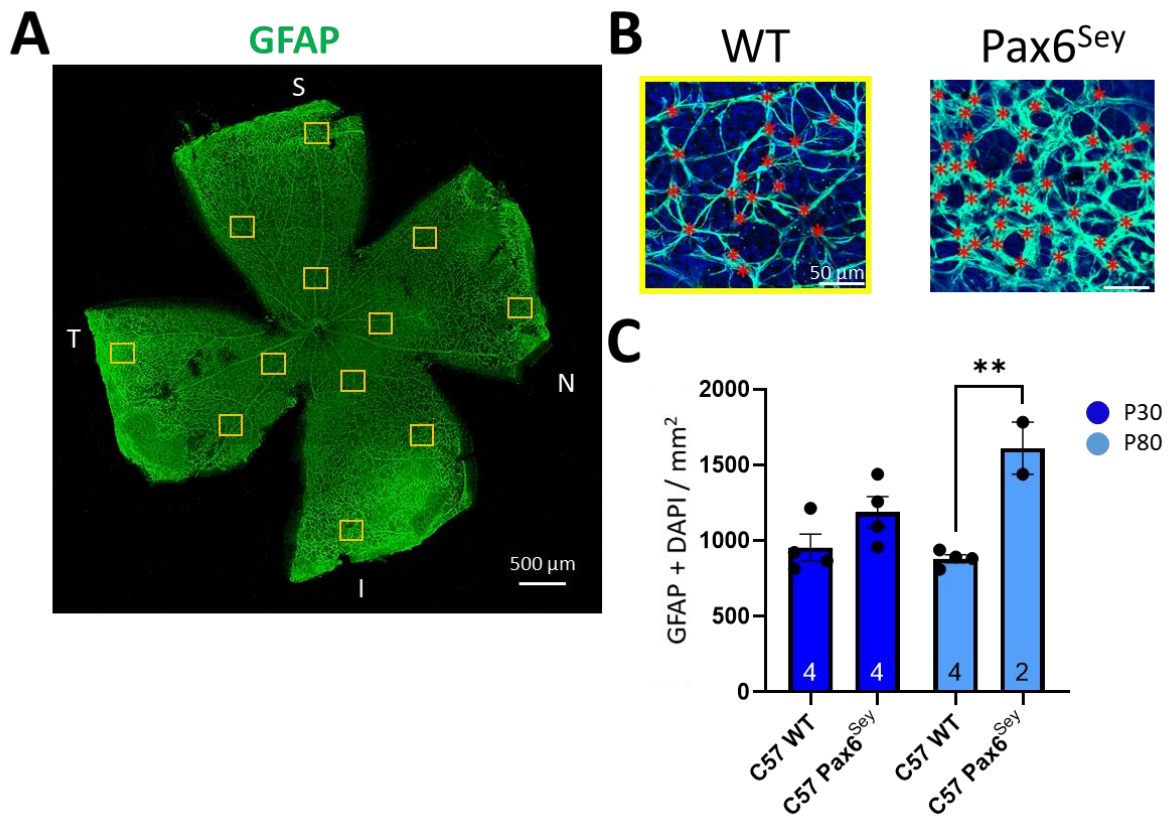 A
GFAP
S
T
N
I
500 µm
B
WT
Pax6Sey
50 µm
C
GFAP + DAPI / mm2
2000
1500
1000
500
0
**
4
4
4
2
C57 WT
C57 Pax6Sey
C57 WT
C57 Pax6Sey
P30
P80